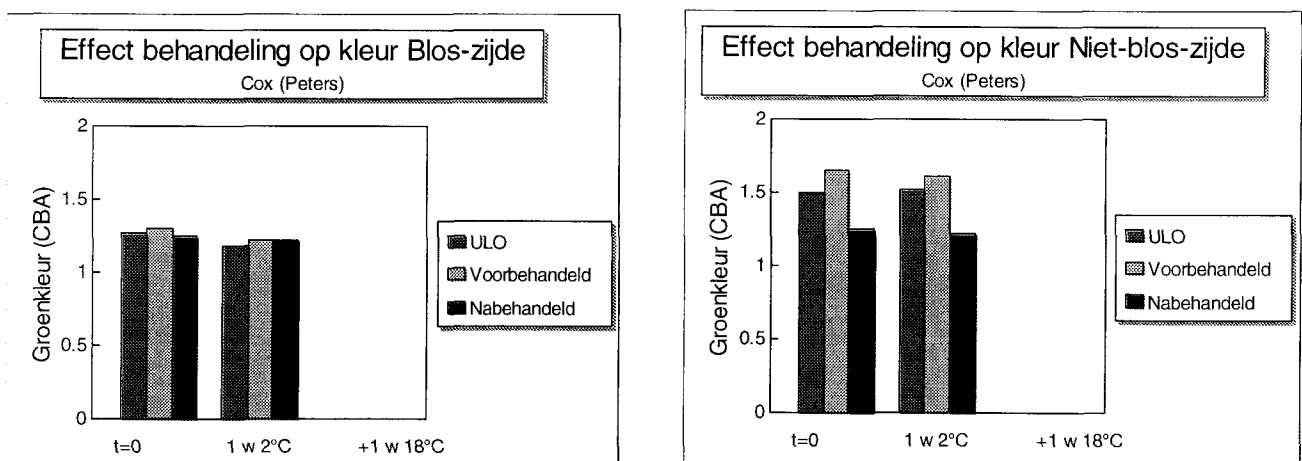 Effect behandeling op kleur Blos-zijde
Cox (Peters)
2
1.5
1
0.5
0
Groenkleur (CBA)
t=0 1 w 2°C +1 w 18°C
ULO
Voorbehandeld
Nabehandeld
Effect behandeling op kleur Niet-blos-zijde
Cox (Peters)
2
1.5
1
0.5
0
Groenkleur (CBA)
t=0 1 w 2°C +1 w 18°C
ULO
Voorbehandeld
Nabehandeld